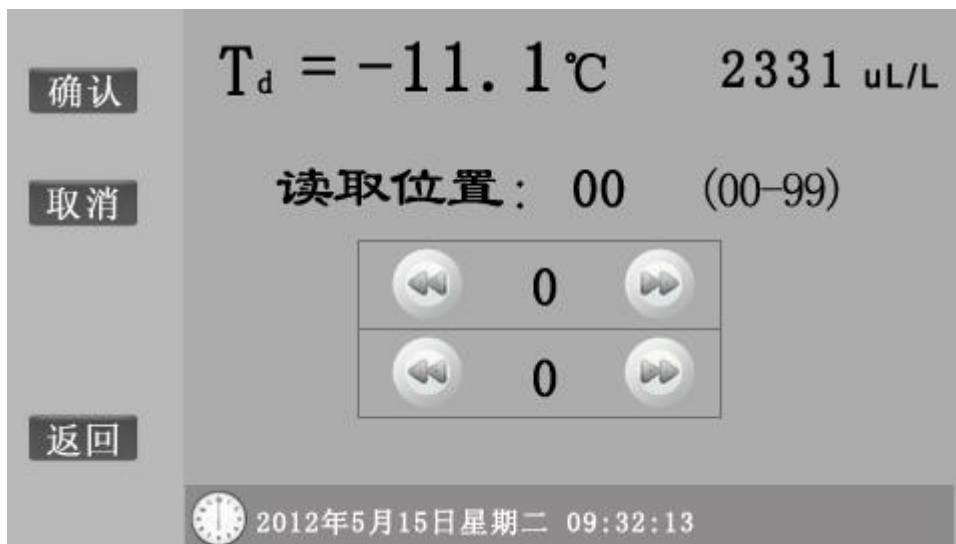 确认
T_d = -11.1℃ 2331 uL/L
取消
读取位置: 00 (00-99)
0
0
返回
2012年5月15日星期二 09:32:13